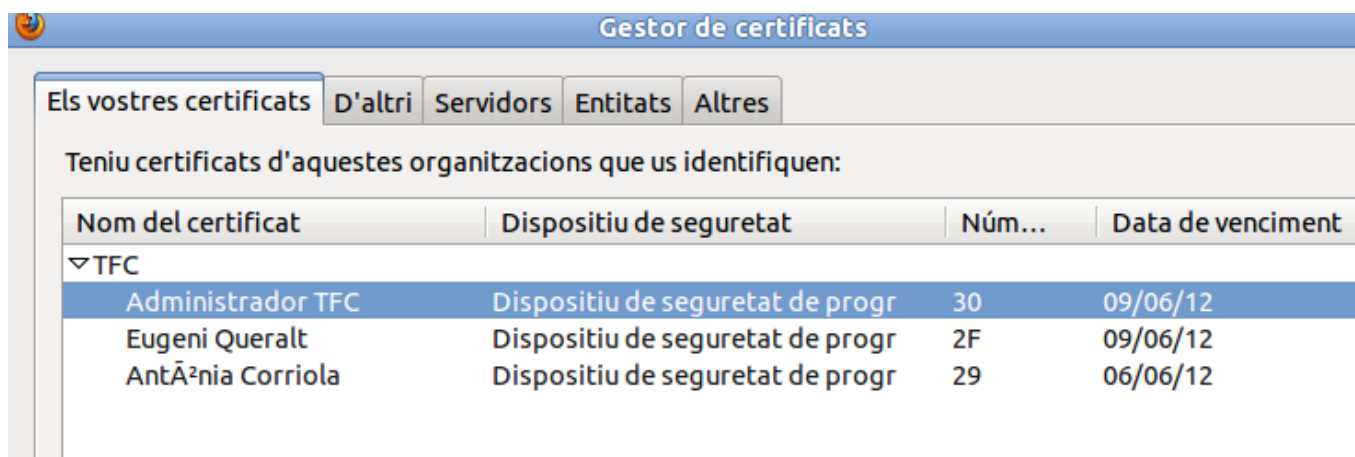 Gestor de certificats
Els vostres certificats D'altri Servidors Entitats Altres
Teniu certificats d'aquestes organitzacions que us identifiquen:
Nom del certificat Dispositiu de seguretat Núm... Data de venciment
TFC
Administrador TFC Dispositiu de seguretat de progr 30 09/06/12
Eugeni Queralt Dispositiu de seguretat de progr 2F 09/06/12
AntÃ²nia Corriola Dispositiu de seguretat de progr 29 06/06/12